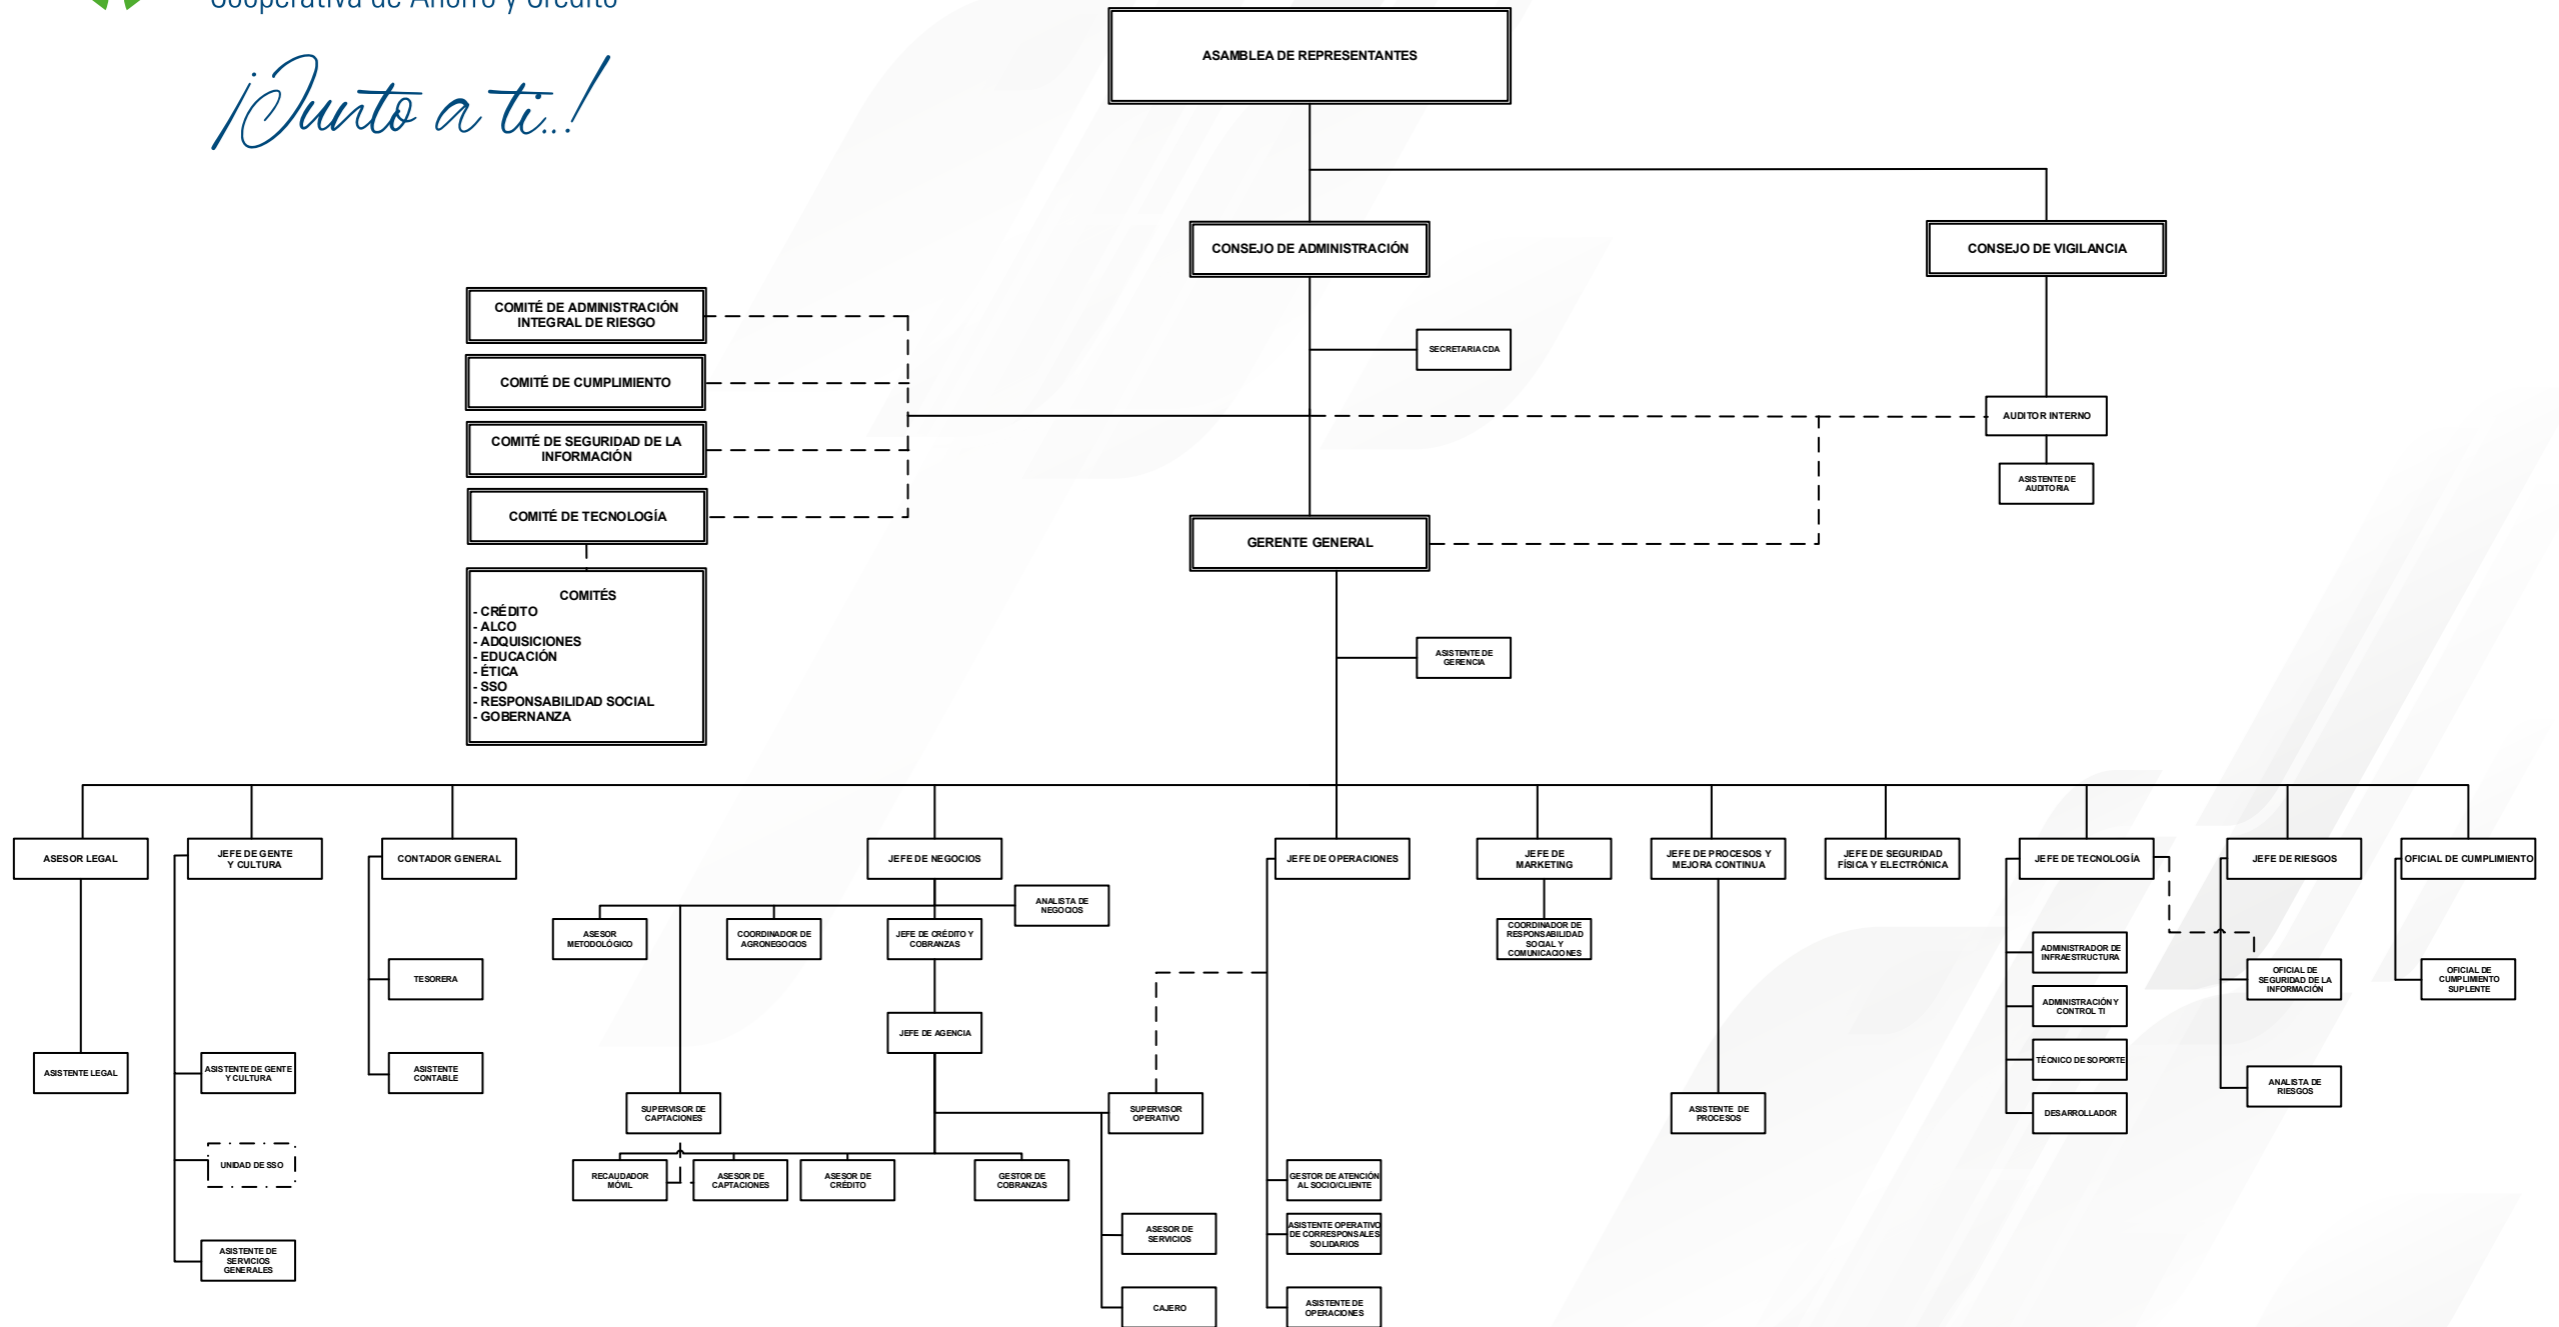 Cooperativa de Ahorro y Crédito
¡Junto a ti..!
ASAMBLEA DE REPRESENTANTES
CONSEJO DE ADMINISTRACIÓN
CONSEJO DE VIGILANCIA
COMITÉ DE ADMINISTRACIÓN
INTEGRAL DE RIESGO
SECRETARIA CDA
COMITÉ DE CUMPLIMIENTO
AUDITOR INTERNO
COMITÉ DE SEGURIDAD DE LA
INFORMACIÓN
ASISTENTE DE
AUDITORIA
COMITÉ DE TECNOLOGÍA
GERENTE GENERAL
COMITÉS
- CRÉDITO
- ALCO
- ADQUISICIONES
- EDUCACIÓN
- ÉTICA
- SSO
- RESPONSABILIDAD SOCIAL
- GOBERNANZA
ASISTENTE DE
GERENCIA
ASESOR LEGAL
JEFE DE GENTE
Y CULTURA
CONTADOR GENERAL
JEFE DE NEGOCIOS
JEFE DE OPERACIONES
JEFE DE
MARKETING
JEFE DE PROCESOS Y
MEJORA CONTINUA
JEFE DE SEGURIDAD
FÍSICA Y ELECTRÓNICA
JEFE DE TECNOLOGÍA
JEFE DE RIESGOS
OFICIAL DE CUMPLIMIENTO
ANALISTA DE
NEGOCIOS
ASESOR
METODOLÓGICO
COORDINADOR DE
AGRONEGOCIOS
JEFE DE CRÉDITO Y
COBRANZAS
COORDINADOR DE
RESPONSABILIDAD
SOCIAL Y
COMUNICACIONES
ADMINISTRADOR DE
INFRAESTRUCTURA
TESORERA
OFICIAL DE
SEGURIDAD DE LA
INFORMACIÓN
OFICIAL DE
CUMPLIMIENTO
SUPLENTE
ADMINISTRACIÓN Y
CONTROL TI
JEFE DE AGENCIA
TÉCNICO DE SOPORTE
ASISTENTE LEGAL
ASISTENTE DE GENTE
Y CULTURA
ASISTENTE
CONTABLE
ANALISTA DE
RIESGOS
SUPERVISOR DE
CAPTACIONES
SUPERVISOR
OPERATIVO
ASISTENTE DE
PROCESOS
DESARROLLADOR
UNIDAD DE SSO
RECAUDADOR
MÓVIL
ASESOR DE
CAPTACIONES
ASESOR DE
CRÉDITO
GESTOR DE
COBRANZAS
GESTOR DE ATENCIÓN
AL SOCIO/CLIENTE
ASESOR DE
SERVICIOS
ASISTENTE OPERATIVO
DE CORRESPONSALES
SOLIDARIOS
ASISTENTE DE
SERVICIOS
GENERALES
CAJERO
ASISTENTE DE
OPERACIONES